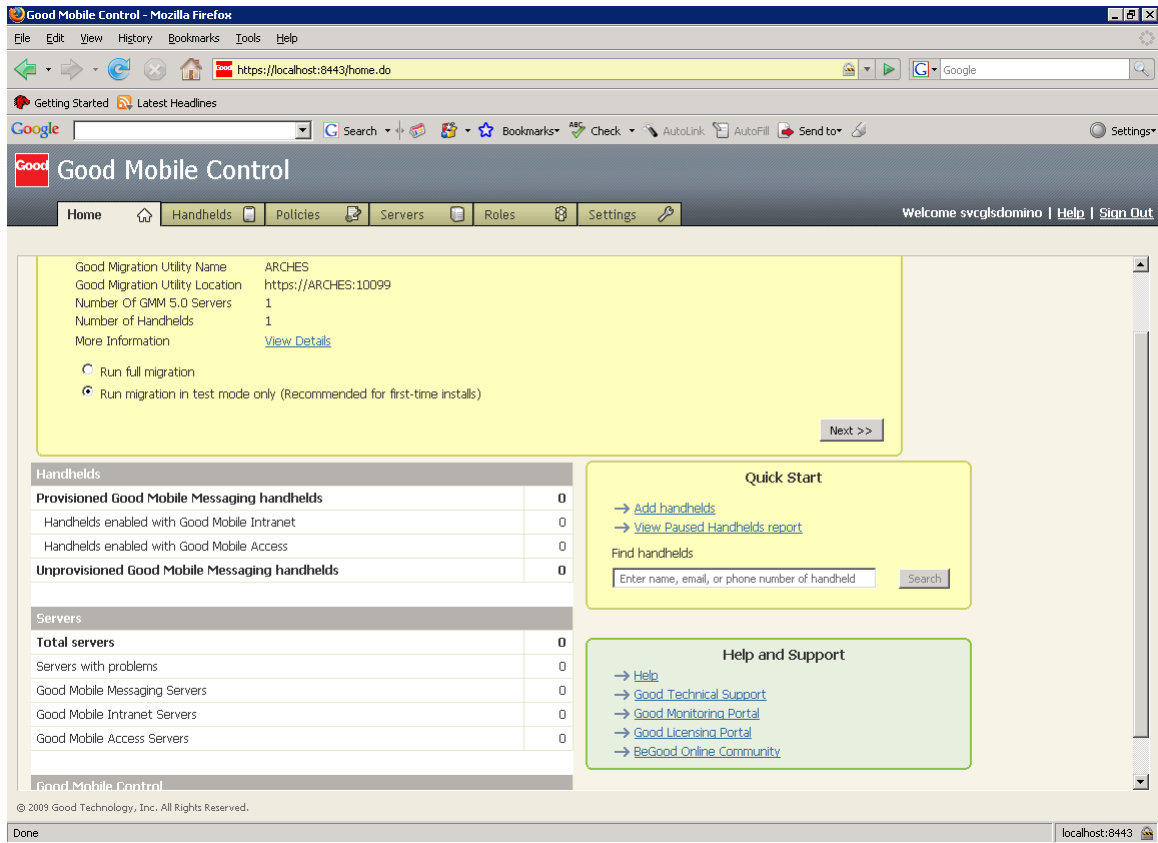 Good Mobile Control - Mozilla Firefox
File Edit View History Bookmarks Tools Help
Good https://localhost:8443/home.do G Google
Getting Started Latest Headlines
Google G Search Bookmarks ABC Check AutoLink AutoFill Send to Settings
Good Good Mobile Control
Home Handhelds Policies Servers Roles Settings Welcome svcglsdomino | Help | Sign Out
Good Migration Utility Name ARCHES
Good Migration Utility Location https://ARCHES:10099
Number Of GMM 5.0 Servers 1
Number of Handhelds 1
More Information View Details
Run full migration
Run migration in test mode only (Recommended for first-time installs)
Next >>
Handhelds
Provisioned Good Mobile Messaging handhelds 0
Handhelds enabled with Good Mobile Intranet 0
Handhelds enabled with Good Mobile Access 0
Unprovisioned Good Mobile Messaging handhelds 0
Servers
Total servers 0
Servers with problems 0
Good Mobile Messaging Servers 0
Good Mobile Intranet Servers 0
Good Mobile Access Servers 0
Good Mobile Control
Quick Start
Add handhelds
View Paused Handhelds report
Find handhelds
Enter name, email, or phone number of handheld Search
Help and Support
Help
Good Technical Support
Good Monitoring Portal
Good Licensing Portal
BeGood Online Community
© 2009 Good Technology, Inc. All Rights Reserved.
Done localhost:8443